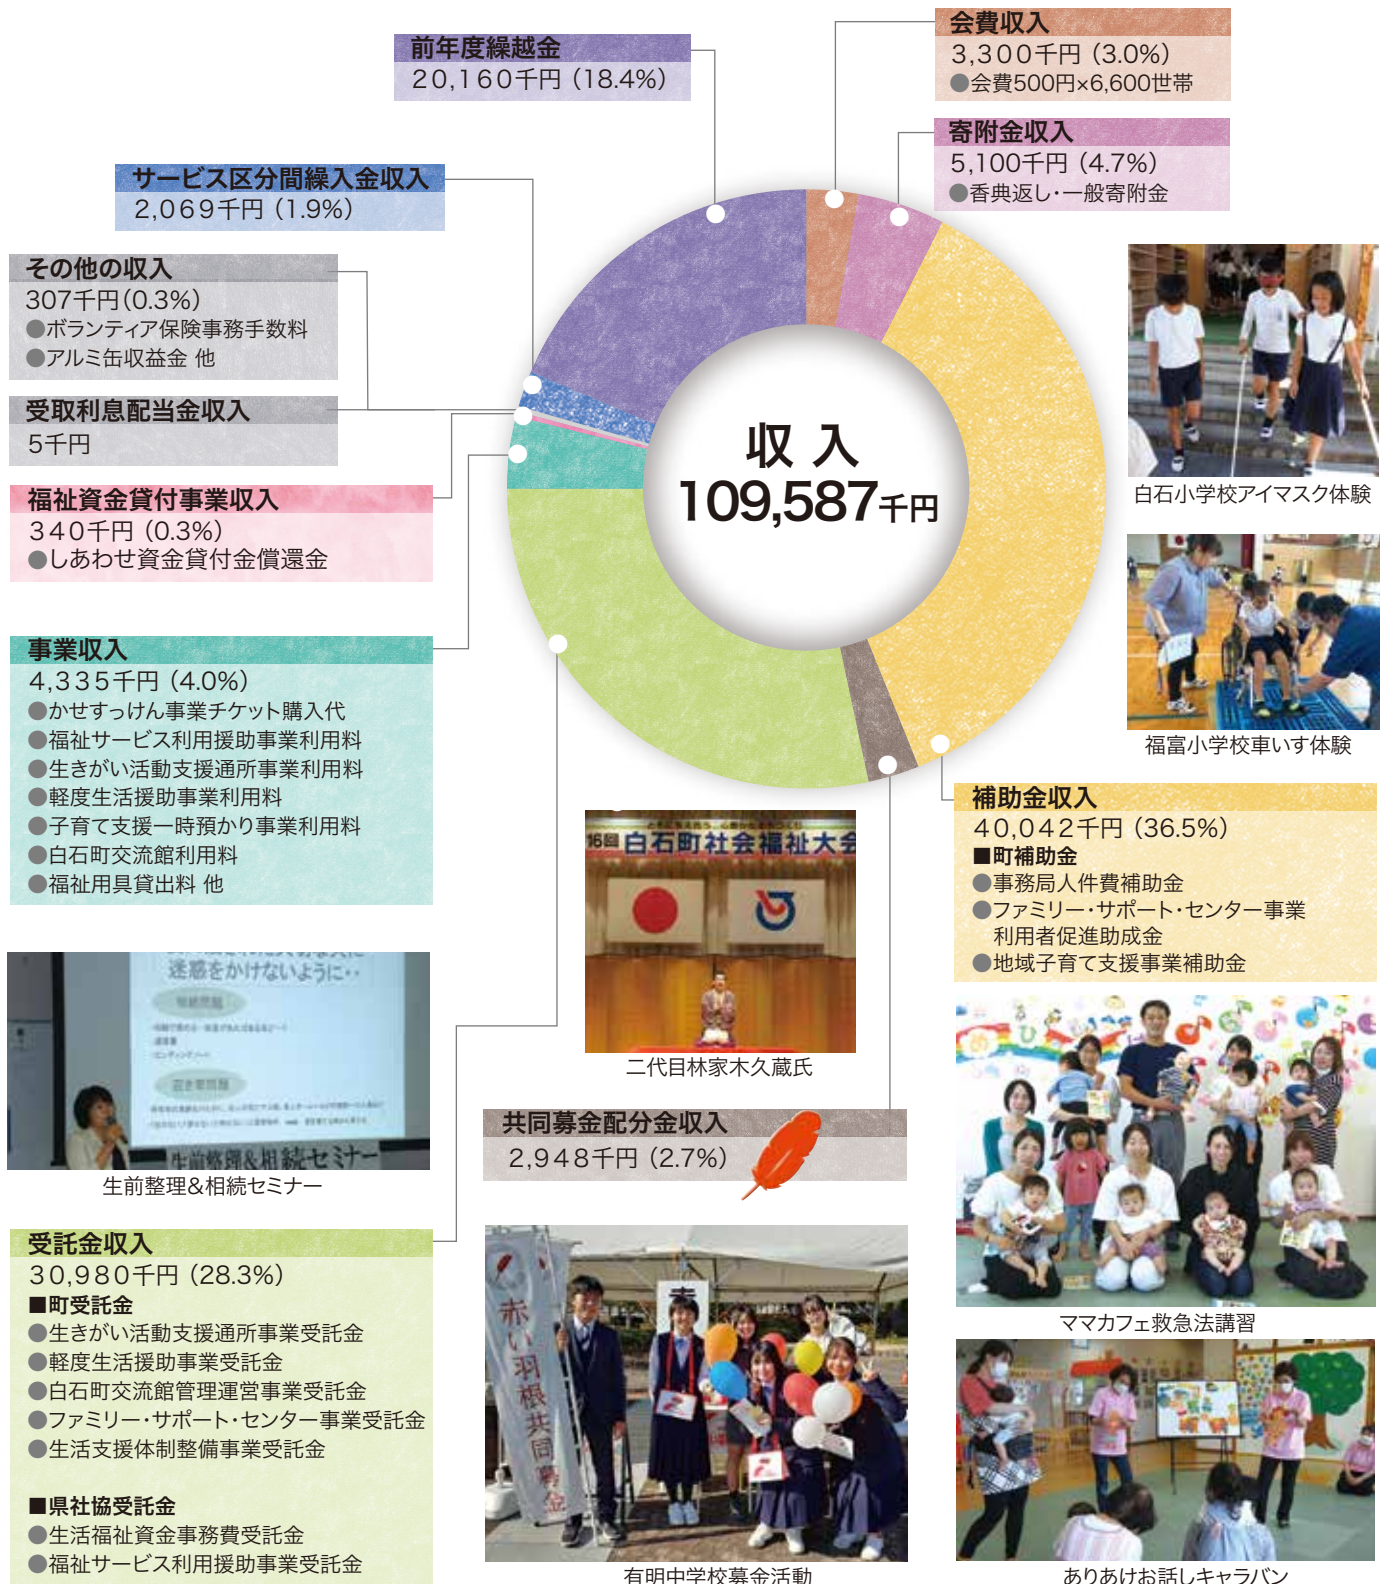 前年度繰越金
20,160千円（18.4%）
会費収入
3,300千円（3.0%）
●会費500円×6,600世帯
寄附金収入
5,100千円（4.7%）
●香典返し・一般寄附金
サービス区分間繰入金収入
2,069千円（1.9%）
その他の収入
307千円（0.3%）
●ボランティア保険事務手数料
●アルミ缶収益金 他
受取利息配当金収入
5千円
福祉資金貸付事業収入
340千円（0.3%）
●しあわせ資金貸付金償還金
収 入
109,587千円
白石小学校アイマスク体験
福富小学校車いす体験
事業収入
4,335千円（4.0%）
●かせすっけん事業チケット購入代
●福祉サービス利用援助事業利用料
●生きがい活動支援通所事業利用料
●軽度生活援助事業利用料
●子育て支援一時預かり事業利用料
●白石町交流館利用料
●福祉用具貸出料 他
補助金収入
40,042千円（36.5%）
■町補助金
●事務局人件費補助金
●ファミリー・サポート・センター事業
利用者促進助成金
●地域子育て支援事業補助金
16回 白石町社会福祉大会
二代目林家木久蔵氏
迷惑をかけないように・・
相続問題
空き家問題
生前整理&相続セミナー
生前整理&相続セミナー
共同募金配分金収入
2,948千円（2.7%）
受託金収入
30,980千円（28.3%）
■町受託金
●生きがい活動支援通所事業受託金
●軽度生活援助事業受託金
●白石町交流館管理運営事業受託金
●ファミリー・サポート・センター事業受託金
●生活支援体制整備事業受託金
■県社協受託金
●生活福祉資金事務費受託金
●福祉サービス利用援助事業受託金
赤い羽根共同募金
有明中学校募金活動
ママカフェ救急法講習
ありあけお話しキャラバン